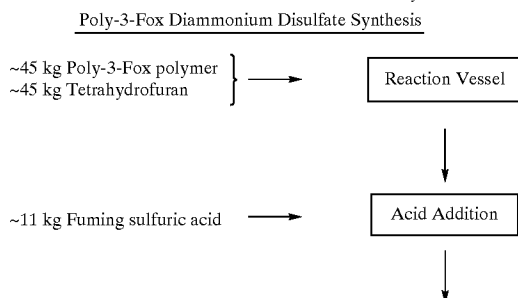 Poly-3-Fox Diammonium Disulfate Synthesis
~45 kg Poly-3-Fox polymer
~45 kg Tetrahydrofuran
Reaction Vessel
~11 kg Fuming sulfuric acid
Acid Addition